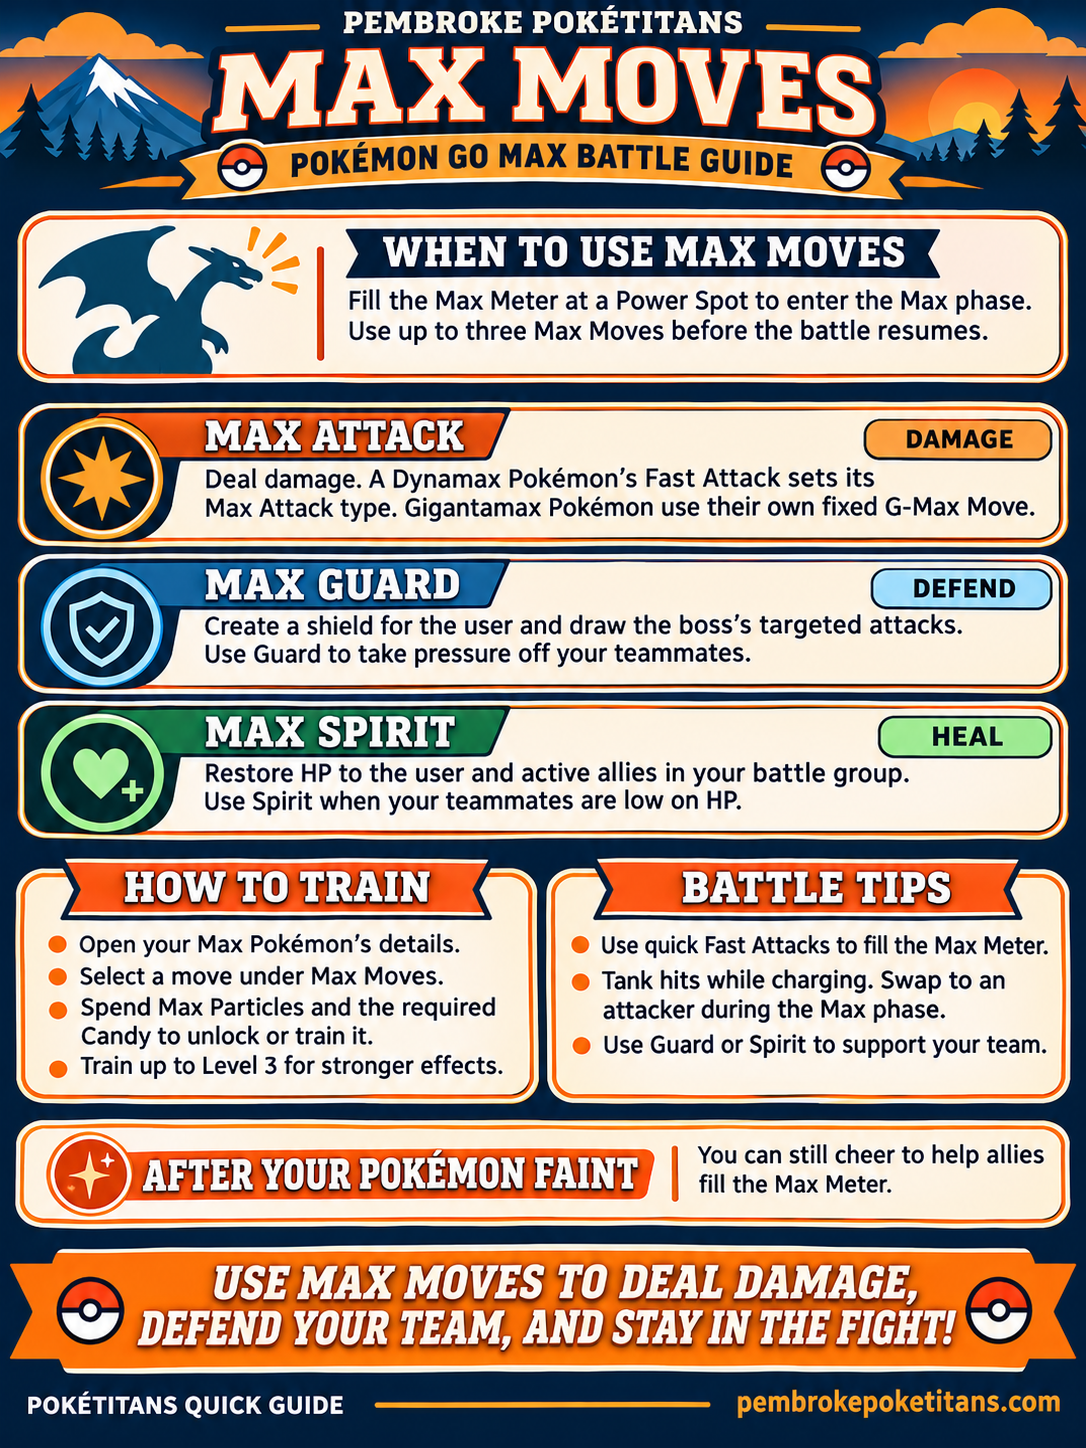 PEMBROKE POKÉTITANS
MAX MOVES
POKÉMON GO MAX BATTLE GUIDE
WHEN TO USE MAX MOVES
Fill the Max Meter at a Power Spot to enter the Max phase.
Use up to three Max Moves before the battle resumes.
MAX ATTACK
DAMAGE
Deal damage. A Dynamax Pokémon's Fast Attack sets its
Max Attack type. Gigantamax Pokémon use their own fixed G-Max Move.
MAX GUARD
DEFEND
Create a shield for the user and draw the boss's targeted attacks.
Use Guard to take pressure off your teammates.
MAX SPIRIT
HEAL
Restore HP to the user and active allies in your battle group.
Use Spirit when your teammates are low on HP.
HOW TO TRAIN
Open your Max Pokémon's details.
Select a move under Max Moves.
Spend Max Particles and the required
Candy to unlock or train it.
Train up to Level 3 for stronger effects.
BATTLE TIPS
Use quick Fast Attacks to fill the Max Meter.
Tank hits while charging. Swap to an
attacker during the Max phase.
Use Guard or Spirit to support your team.
AFTER YOUR POKÉMON FAINT
You can still cheer to help allies
fill the Max Meter.
USE MAX MOVES TO DEAL DAMAGE,
DEFEND YOUR TEAM, AND STAY IN THE FIGHT!
POKÉTITANS QUICK GUIDE
pembrokepoketitans.com